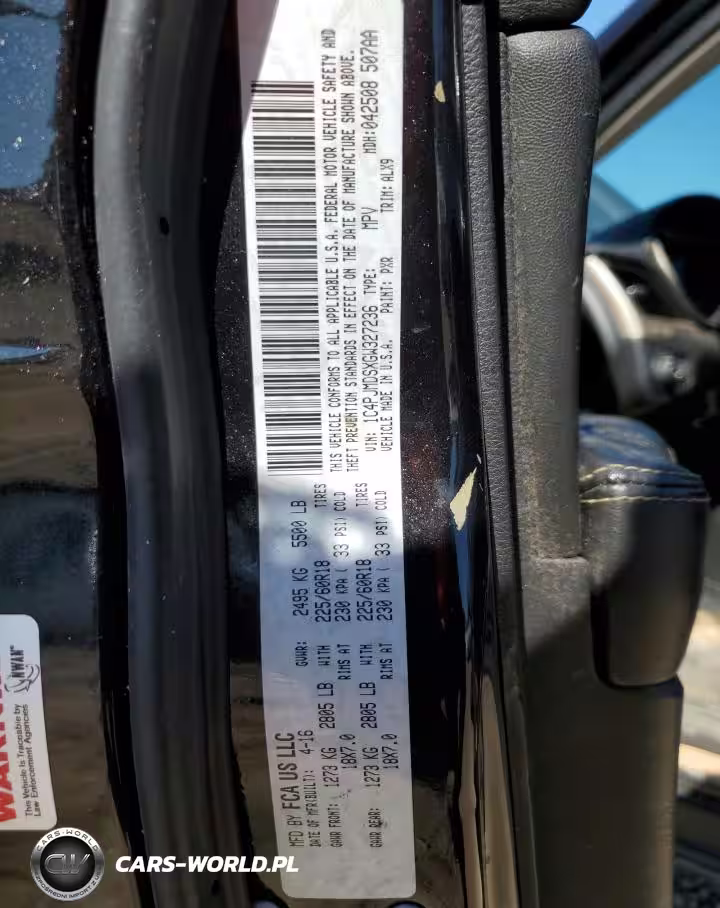 MFD BY FCA US LLC
DATE OF MFR(BUILT): 4-16 GVWR: 2495 KG 5500 LB
GAWR FRONT: 1273 KG 2805 LB WITH 225/60R18 TIRES
18X7.0 RIMS AT 230 KPA ( 33 PSI) COLD
GAWR REAR: 1273 KG 2805 LB WITH 225/60R18 TIRES
18X7.0 RIMS AT 230 KPA ( 33 PSI) COLD
THIS VEHICLE CONFORMS TO ALL APPLICABLE U.S.A. FEDERAL MOTOR VEHICLE SAFETY AND
THEFT PREVENTION STANDARDS IN EFFECT ON THE DATE OF MANUFACTURE SHOWN ABOVE.
VIN: 1C4PJMDSXGW327236 TYPE: MPV MDH:042508 507AA
VEHICLE MADE IN U.S.A. PAINT: PXR TRIM: ALX9
NWAN
This Vehicle Is Traceable by
Law Enforcement Agencies
CARS-WORLD
CW
CARS-WORLD.PL